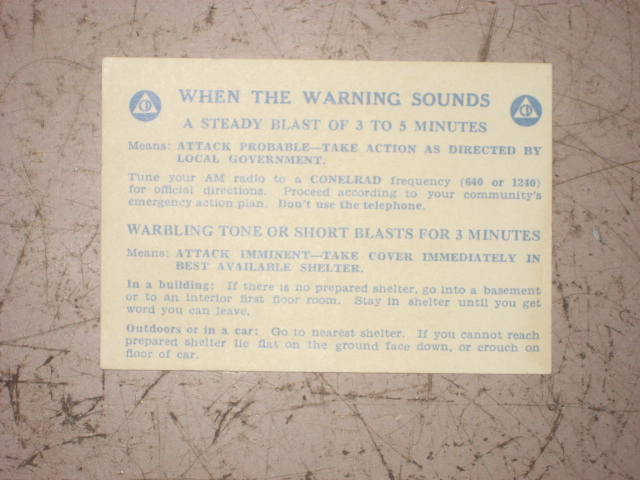 CD
CD
WHEN THE WARNING SOUNDS
A STEADY BLAST OF 3 TO 5 MINUTES
Means: ATTACK PROBABLE—TAKE ACTION AS DIRECTED BY
LOCAL GOVERNMENT.
Tune your AM radio to a CONELRAD frequency (640 or 1240)
for official directions. Proceed according to your community's
emergency action plan. Don't use the telephone.
WARBLING TONE OR SHORT BLASTS FOR 3 MINUTES
Means: ATTACK IMMINENT—TAKE COVER IMMEDIATELY IN
BEST AVAILABLE SHELTER.
In a building: If there is no prepared shelter, go into a basement
or to an interior first floor room. Stay in shelter until you get
word you can leave.
Outdoors or in a car: Go to nearest shelter. If you cannot reach
prepared shelter lie flat on the ground face down, or crouch on
floor of car.